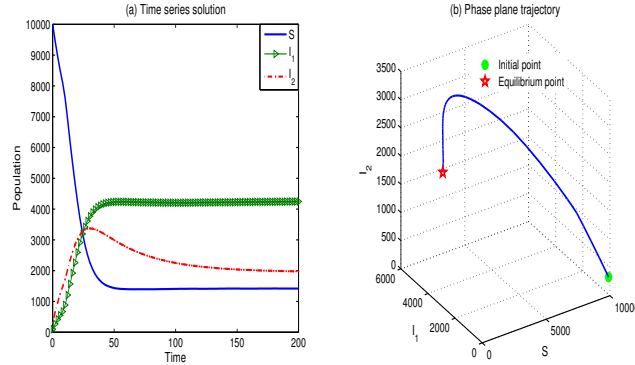 (a) Time series solution
10000
9000
8000
7000
6000
5000
4000
3000
2000
1000
0
Population
0 50 100 150 200
Time
S
I1
I2
(b) Phase plane trajectory
Initial point
Equilibrium point
3500
3000
2500
2000
1500
1000
500
0
I2
6000
4000
2000
0
I1
0
5000
1000
S